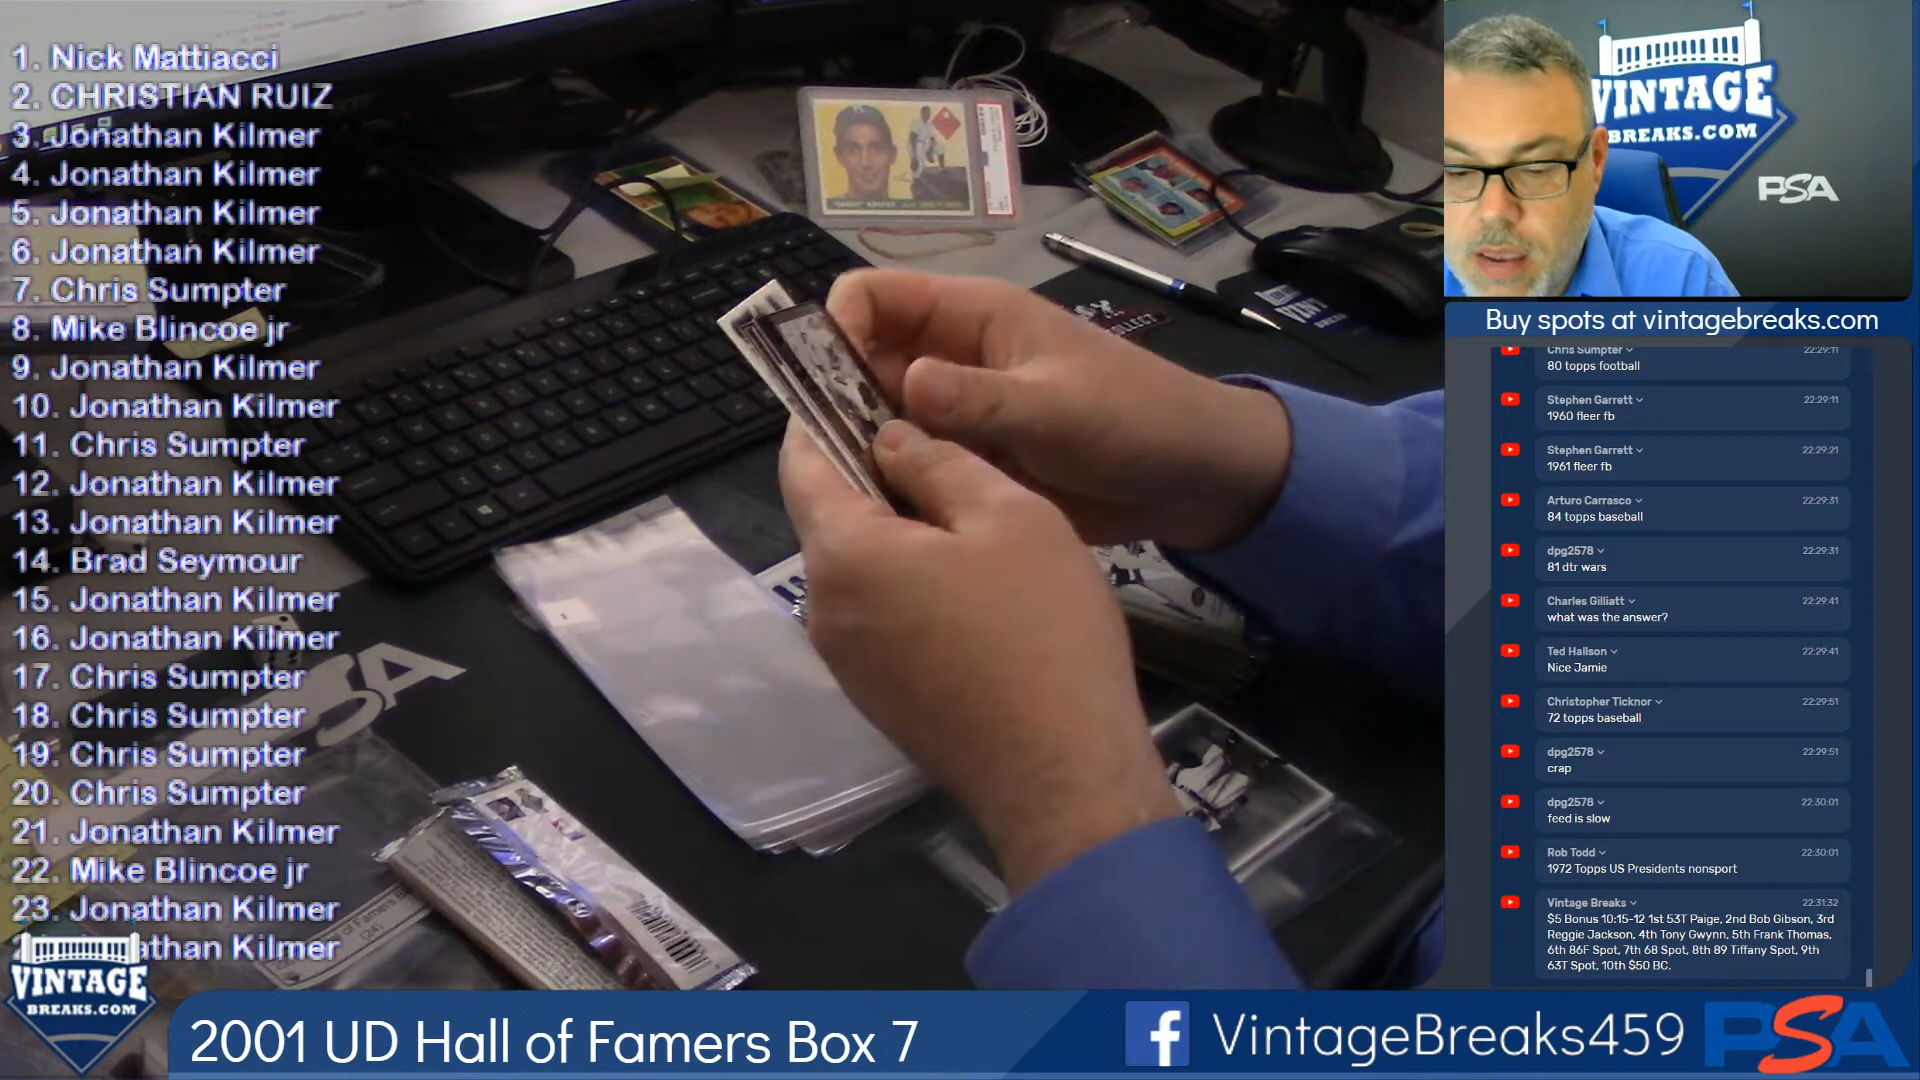 1. Nick Mattiacci
2. CHRISTIAN RUIZ
3. Jonathan Kilmer
4. Jonathan Kilmer
5. Jonathan Kilmer
6. Jonathan Kilmer
7. Chris Sumpter
8. Mike Blincoe jr
9. Jonathan Kilmer
10. Jonathan Kilmer
11. Chris Sumpter
12. Jonathan Kilmer
13. Jonathan Kilmer
14. Brad Seymour
15. Jonathan Kilmer
16. Jonathan Kilmer
17. Chris Sumpter
18. Chris Sumpter
19. Chris Sumpter
20. Chris Sumpter
21. Jonathan Kilmer
22. Mike Blincoe jr
23. Jonathan Kilmer
athan Kilmer
VINTAGE
BREAKS.COM
PSA
COLLECT
VINTAGE
BREAKS.COM
PSA
Buy spots at vintagebreaks.com
Chris Sumpter 22:29:11
80 topps football
Stephen Garrett 22:29:11
1960 fleer fb
Stephen Garrett 22:29:21
1961 fleer fb
Arturo Carrasco 22:29:31
84 topps baseball
dpg2578 22:29:31
81 dtr wars
Charles Gilliatt 22:29:41
what was the answer?
Ted Hallson 22:29:41
Nice Jamie
Christopher Ticknor 22:29:51
72 topps baseball
dpg2578 22:29:51
crap
dpg2578 22:30:01
feed is slow
Rob Todd 22:30:01
1972 Topps US Presidents nonsport
Vintage Breaks 22:31:32
$5 Bonus 10:15-12 1st 53T Paige, 2nd Bob Gibson, 3rd
Reggie Jackson, 4th Tony Gwynn, 5th Frank Thomas,
6th 86F Spot, 7th 68 Spot, 8th 89 Tiffany Spot, 9th
63T Spot, 10th $50 BC.
2001 UD Hall of Famers Box 7
f VintageBreaks459
PSA